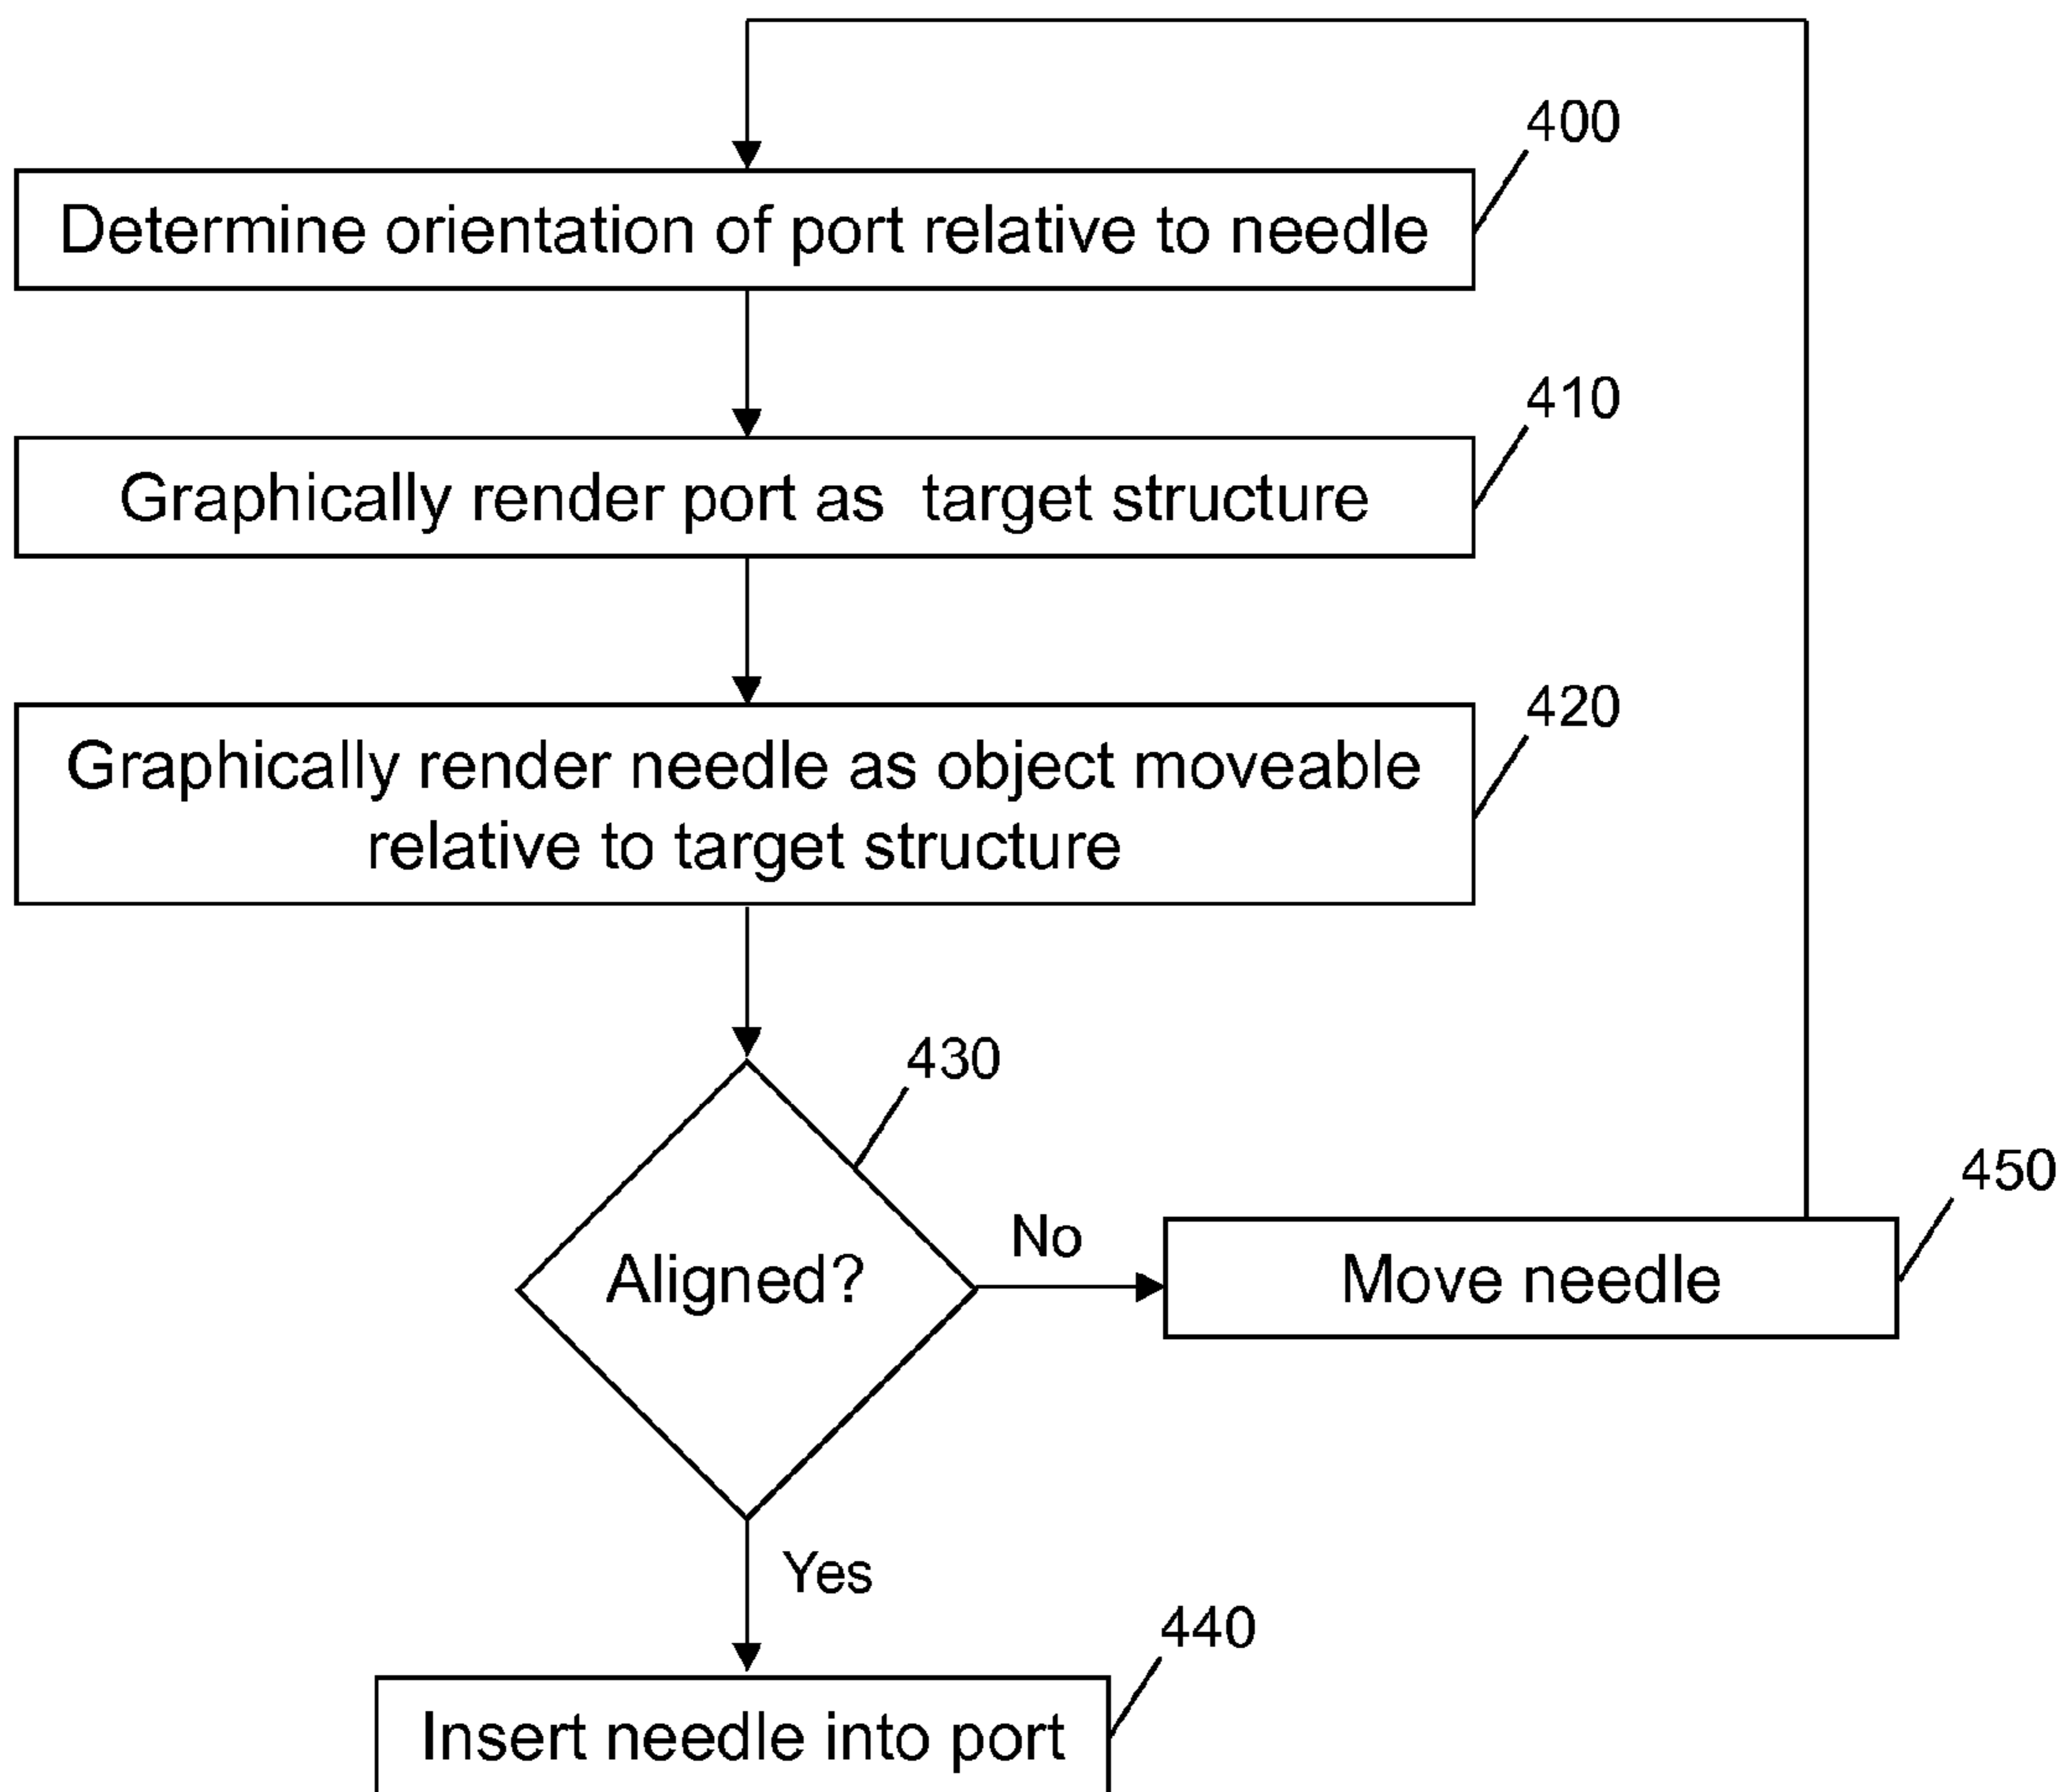 400
Determine orientation of port relative to needle
410
Graphically render port as target structure
420
Graphically render needle as object moveable
relative to target structure
430
Aligned?
No
450
Move needle
Yes
440
Insert needle into port